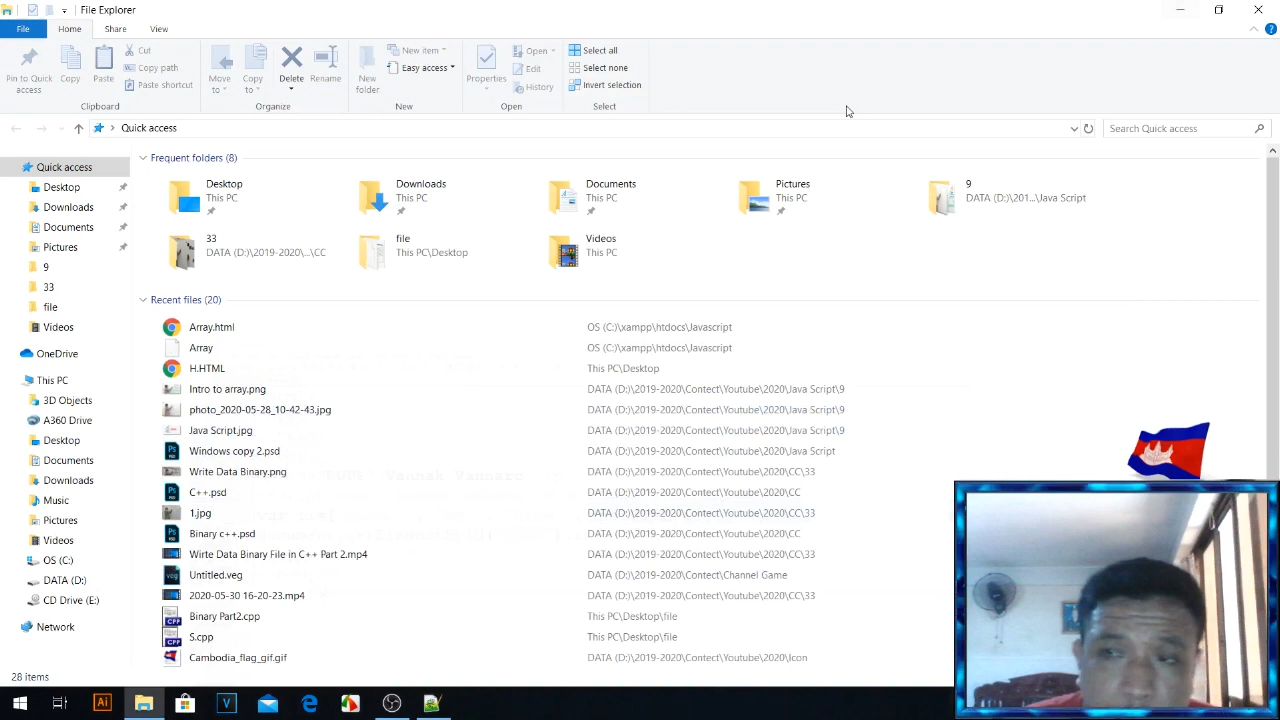 File Explorer
File Home Share View
Pin to Quick access
Copy
Paste
Cut
Copy path
Paste shortcut
Clipboard
Move to
Copy to
Delete
Rename
Organize
New folder
New item
Easy access
New
Properties
Open
Edit
History
Open
Select all
Select none
Invert selection
Select
Quick access
Search Quick access
Quick access
Desktop
Downloads
Documents
Pictures
9
33
file
Videos
OneDrive
This PC
3D Objects
A360 Drive
Desktop
Documents
Downloads
Music
Pictures
Videos
OS (C:)
DATA (D:)
CD Drive (E:)
Network
Frequent folders (8)
Desktop
This PC
Downloads
This PC
Documents
This PC
Pictures
This PC
9
DATA (D:)\201...\Java Script
33
DATA (D:)\2019-2020\...\CC
file
This PC\Desktop
Videos
This PC
Recent files (20)
Array.html OS (C:)\xampp\htdocs\Javascript
Array OS (C:)\xampp\htdocs\Javascript
H.HTML This PC\Desktop
Intro to array.png DATA (D:)\2019-2020\Contect\Youtube\2020\Java Script\9
photo_2020-05-28_10-42-43.jpg DATA (D:)\2019-2020\Contect\Youtube\2020\Java Script\9
Java Script.jpg DATA (D:)\2019-2020\Contect\Youtube\2020\Java Script\9
Windows copy 2.psd DATA (D:)\2019-2020\Contect\Youtube\2020\Java Script
Write Data Binary.png DATA (D:)\2019-2020\Contect\Youtube\2020\CC\33
C++.psd DATA (D:)\2019-2020\Contect\Youtube\2020\CC
1.jpg DATA (D:)\2019-2020\Contect\Youtube\2020\CC\33
Binary c++.psd DATA (D:)\2019-2020\Contect\Youtube\2020\CC
Wirte Data Binary File in C++ Part 2.mp4 DATA (D:)\2019-2020\Contect\Youtube\2020\CC\33
Untitled.veg DATA (D:)\2019-2020\Contect\Channel Game
2020-05-30 16-20-23.mp4 DATA (D:)\2019-2020\Contect\Youtube\2020\CC\33
Binary Part2.cpp This PC\Desktop\file
S.cpp This PC\Desktop\file
Cambodia_flag_gif.gif DATA (D:)\2019-2020\Contect\Youtube\2020\Icon
28 items